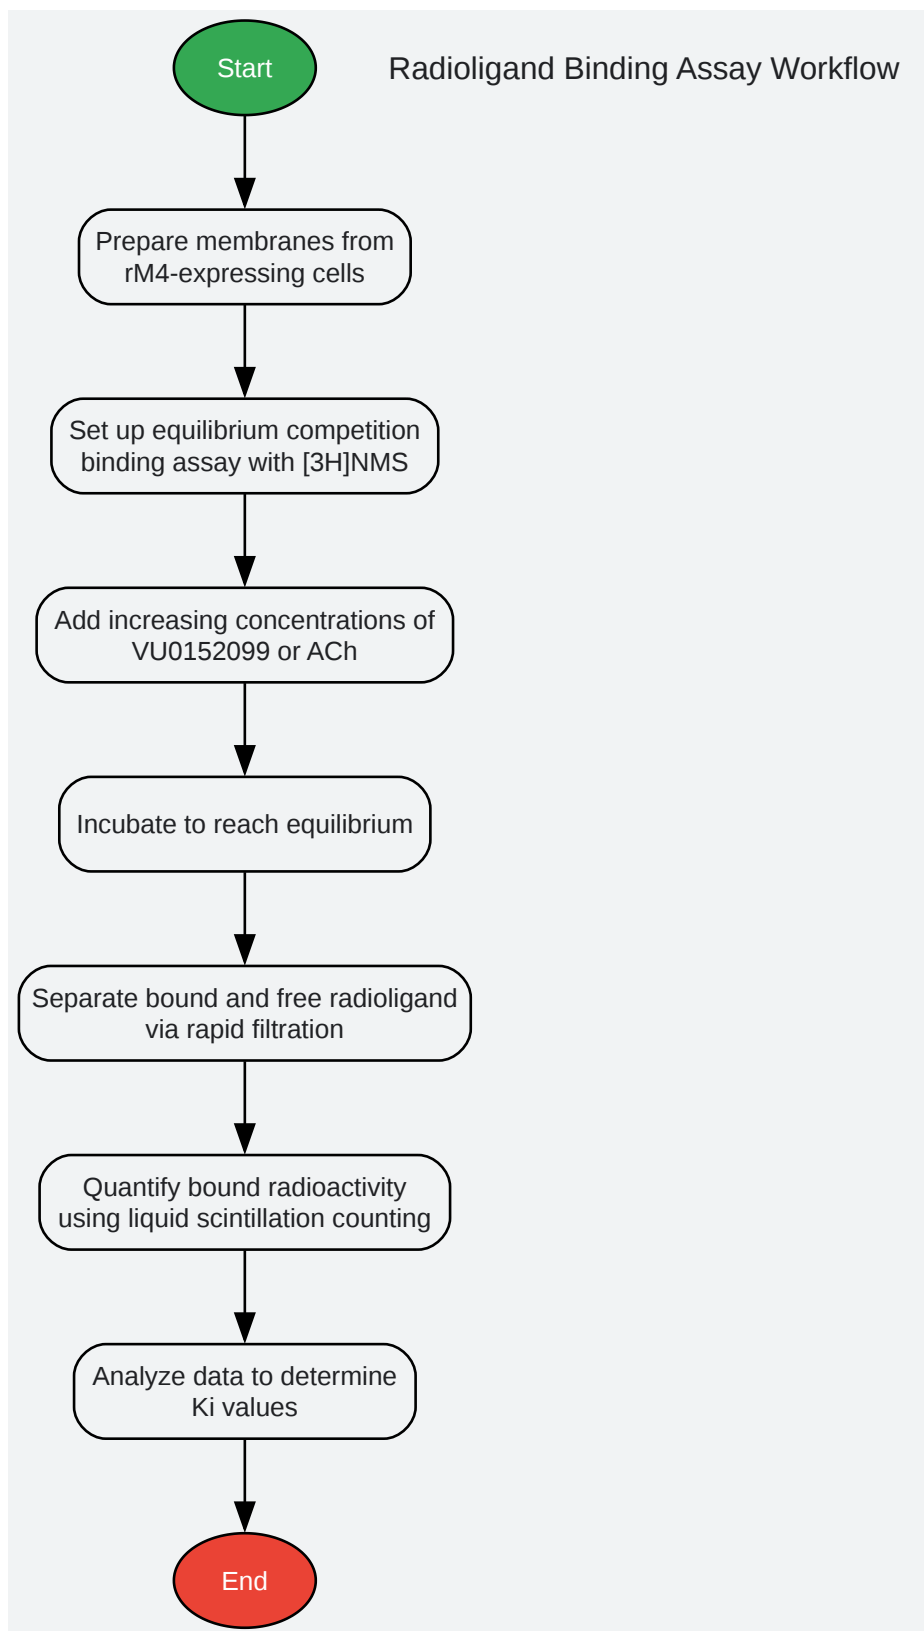 Start
Radioligand Binding Assay Workflow
Prepare membranes from
rM4-expressing cells
Set up equilibrium competition
binding assay with [3H]NMS
Add increasing concentrations of
VU0152099 or ACh
Incubate to reach equilibrium
Separate bound and free radioligand
via rapid filtration
Quantify bound radioactivity
using liquid scintillation counting
Analyze data to determine
Ki values
End